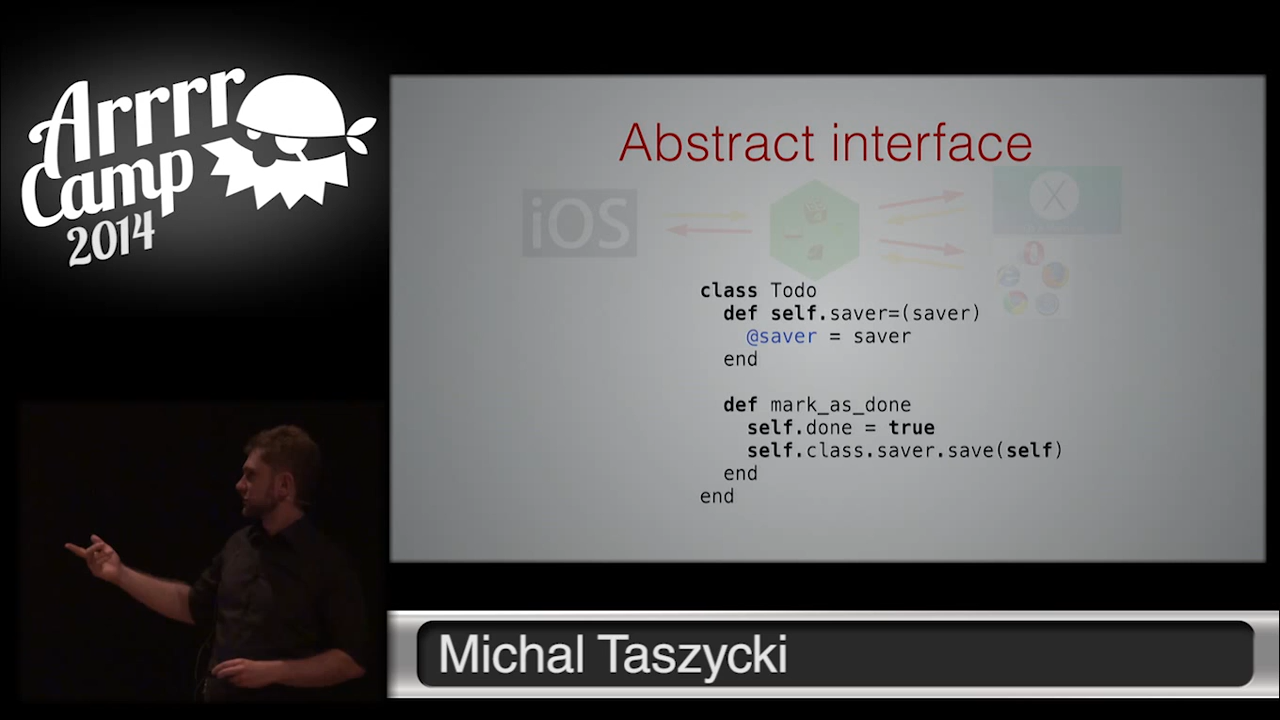 Arrrr
Camp
2014
Abstract interface
iOS
X
class Todo
  def self.saver=(saver)
    @saver = saver
  end

  def mark_as_done
    self.done = true
    self.class.saver.save(self)
  end
end
Michal Taszycki